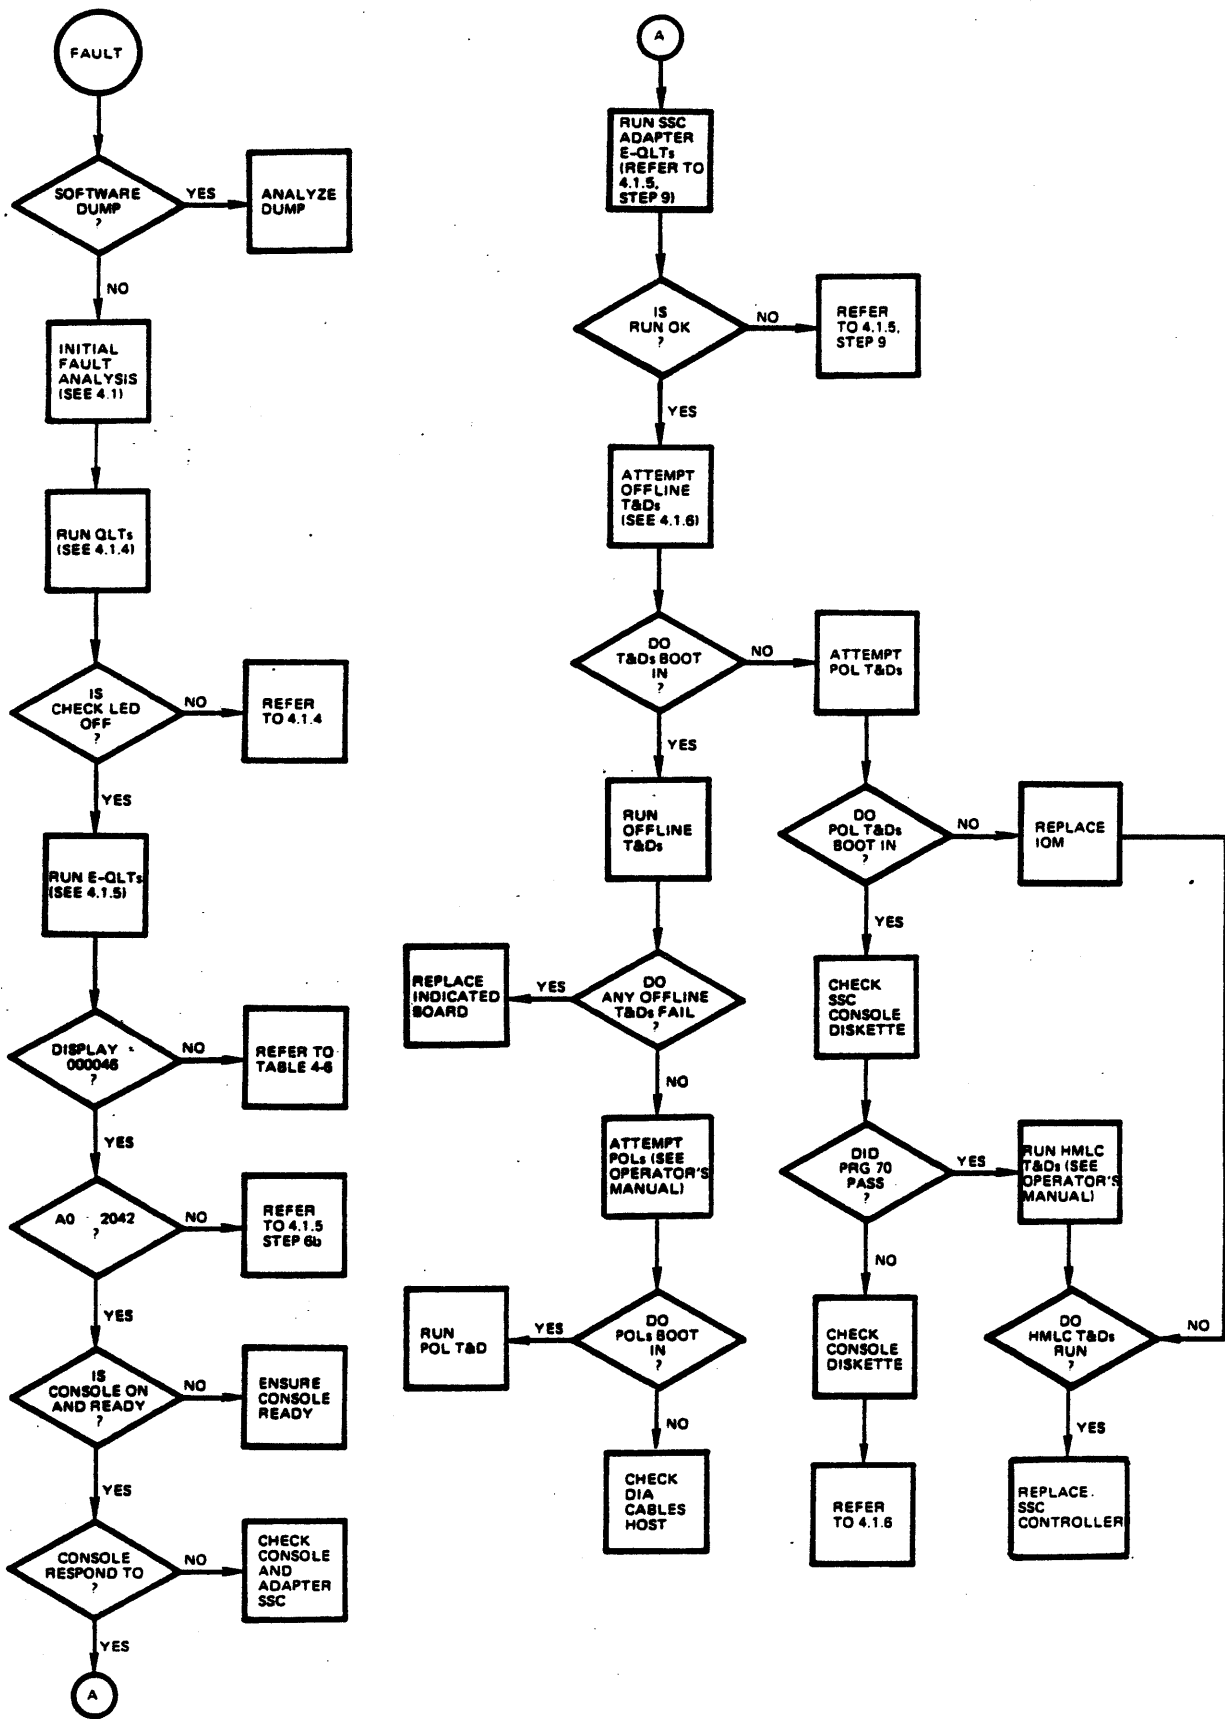 FAULT
SOFTWARE
DUMP
?
YES
ANALYZE
DUMP
NO
INITIAL
FAULT
ANALYSIS
(SEE 4.1)
RUN QLTs
(SEE 4.1.4)
IS
CHECK LED
OFF
?
NO
REFER
TO 4.1.4
YES
RUN E-QLTs
(SEE 4.1.5)
DISPLAY
000046
?
NO
REFER TO
TABLE 4-6
YES
A0 2042
?
NO
REFER
TO 4.1.5
STEP 6b
YES
IS
CONSOLE ON
AND READY
?
NO
ENSURE
CONSOLE
READY
YES
CONSOLE
RESPOND TO
?
NO
CHECK
CONSOLE
AND
ADAPTER
SSC
YES
A
A
RUN SSC
ADAPTER
E-QLTs
(REFER TO
4.1.5,
STEP 9)
IS
RUN OK
?
NO
REFER
TO 4.1.5,
STEP 9
YES
ATTEMPT
OFFLINE
T&Ds
(SEE 4.1.6)
DO
T&Ds BOOT
IN
?
NO
ATTEMPT
POL T&Ds
YES
RUN
OFFLINE
T&Ds
DO
POL T&Ds
BOOT IN
?
NO
REPLACE
IOM
YES
DO
ANY OFFLINE
T&Ds FAIL
?
YES
REPLACE
INDICATED
BOARD
CHECK
SSC
CONSOLE
DISKETTE
NO
ATTEMPT
POLs (SEE
OPERATOR'S
MANUAL)
DID
PRG 70
PASS
?
YES
RUN HMLC
T&Ds (SEE
OPERATOR'S
MANUAL)
NO
DO
POLs BOOT
IN
?
YES
RUN
POL T&D
CHECK
CONSOLE
DISKETTE
DO
HMLC T&Ds
RUN
?
NO
NO
CHECK
DIA
CABLES
HOST
REFER
TO 4.1.6
YES
REPLACE.
SSC
CONTROLLER